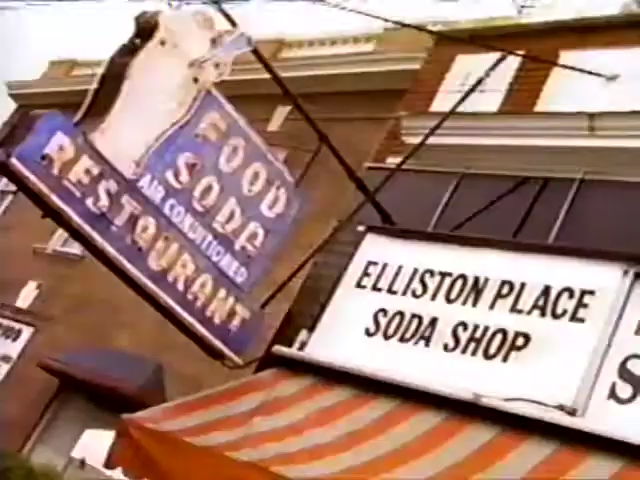 FOOD
SODA
AIR CONDITIONED
RESTAURANT
ELLISTON PLACE
SODA SHOP
S